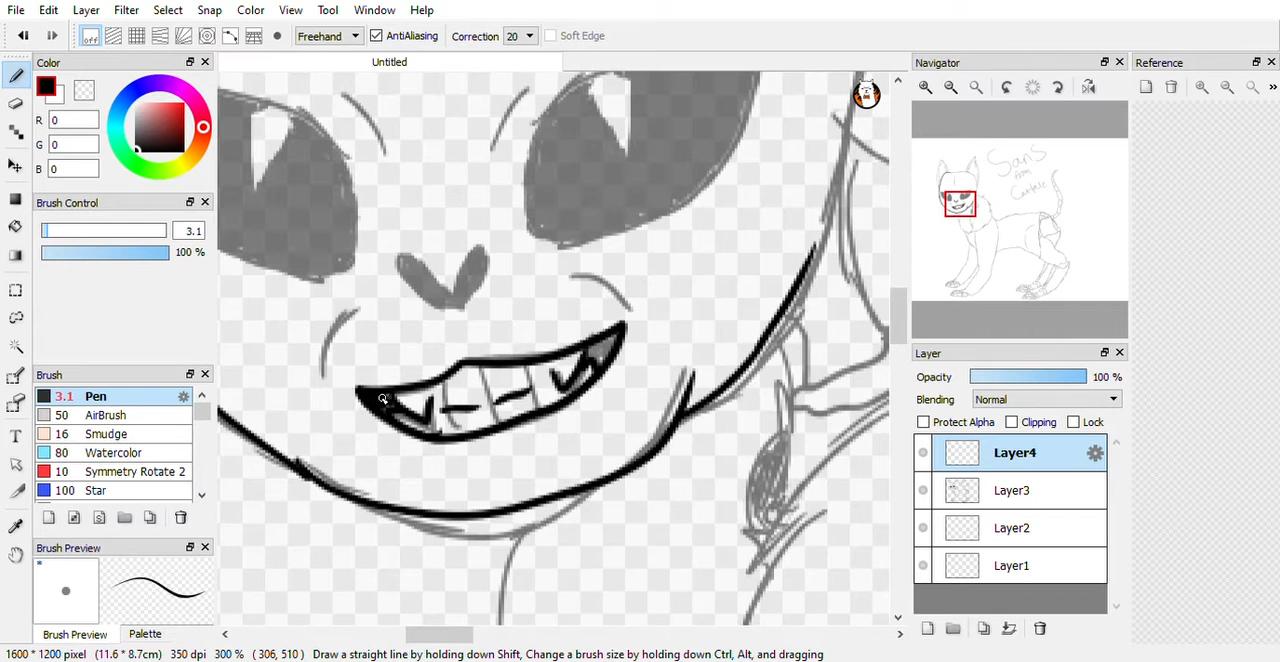 File Edit Layer Filter Select Snap Color View Tool Window Help
off Freehand AntiAliasing Correction 20 Soft Edge
Color
R 0
G 0
B 0
Brush Control
3.1
100 %
Brush
3.1 Pen
50 AirBrush
16 Smudge
80 Watercolor
10 Symmetry Rotate 2
100 Star
Brush Preview
*
Brush Preview Palette
Untitled
Navigator
Sans
from
Reference
»
Layer
Opacity 100 %
Blending Normal
Protect Alpha Clipping Lock
Layer4
Layer3
Layer2
Layer1
1600 * 1200 pixel (11.6 * 8.7cm) 350 dpi 300 % ( 306, 510 ) Draw a straight line by holding down Shift, Change a brush size by holding down Ctrl, Alt, and dragging